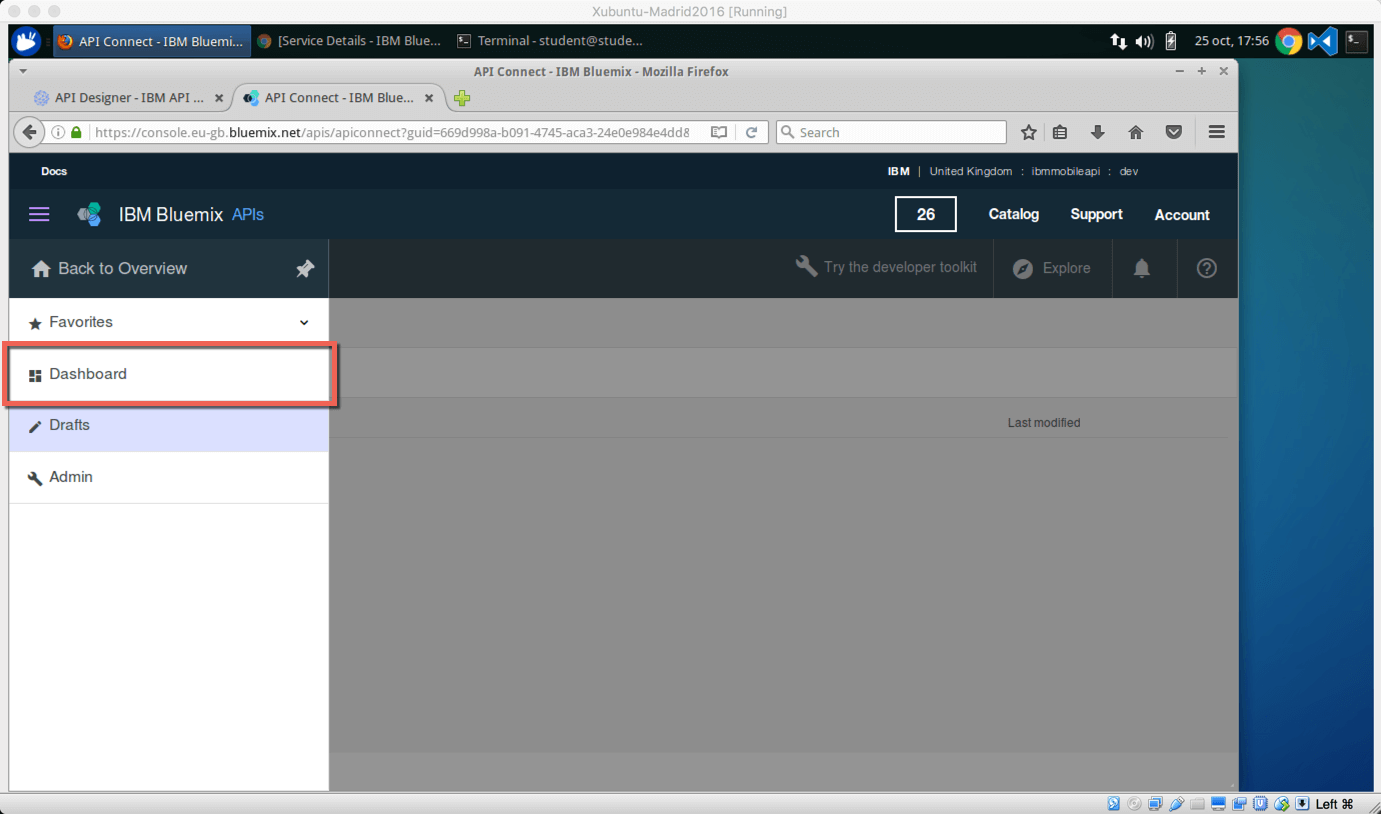 Xubuntu-Madrid2016 [Running]
API Connect - IBM Bluemi... [Service Details - IBM Blue... Terminal - student@stude... 25 oct, 17:56
API Connect - IBM Bluemix - Mozilla Firefox
API Designer - IBM API ... API Connect - IBM Blue...
https://console.eu-gb.bluemix.net/apis/apiconnect?guid=669d998a-b091-4745-aca3-24e0e984e4dd& Search
Docs IBM | United Kingdom : ibmmobileapi : dev
IBM Bluemix APIs 26 Catalog Support Account
Back to Overview Try the developer toolkit Explore
Favorites
Dashboard
Drafts Last modified
Admin
Left ⌘